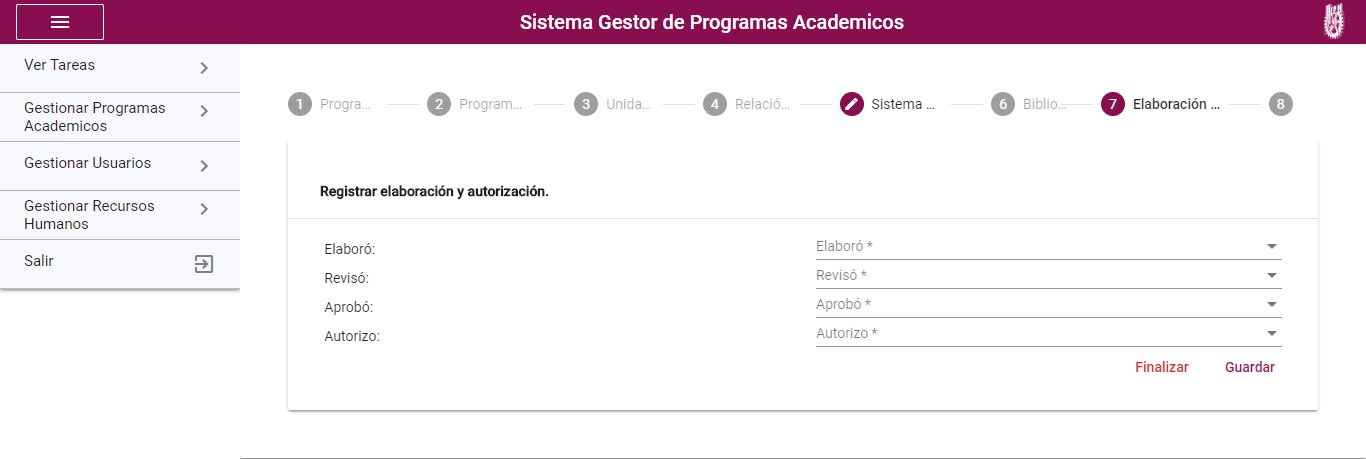 Sistema Gestor de Programas Academicos
Ver Tareas
Gestionar Programas
Academicos
Gestionar Usuarios
Gestionar Recursos
Humanos
Salir
1 Progra... 2 Program... 3 Unida... 4 Relació... Sistema ... 6 Biblio... 7 Elaboración ... 8
Registrar elaboración y autorización.
Elaboró: Elaboró *
Revisó: Revisó *
Aprobó: Aprobó *
Autorizo: Autorizo *
Finalizar Guardar